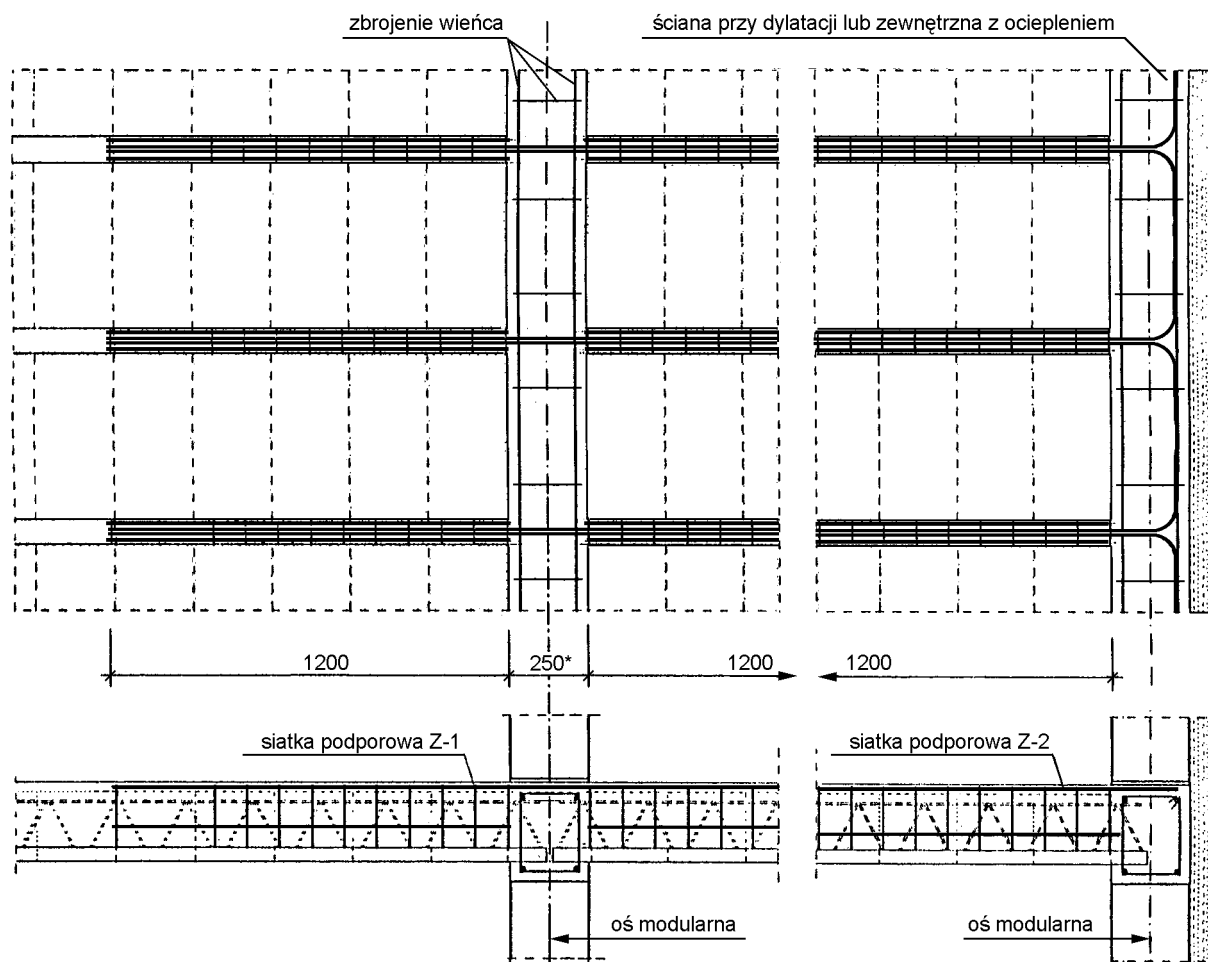 zbrojenie wieńca
ściana przy dylatacji lub zewnętrzna z ociepleniem
1200
250*
1200
1200
siatka podporowa Z-1
siatka podporowa Z-2
oś modularna
oś modularna